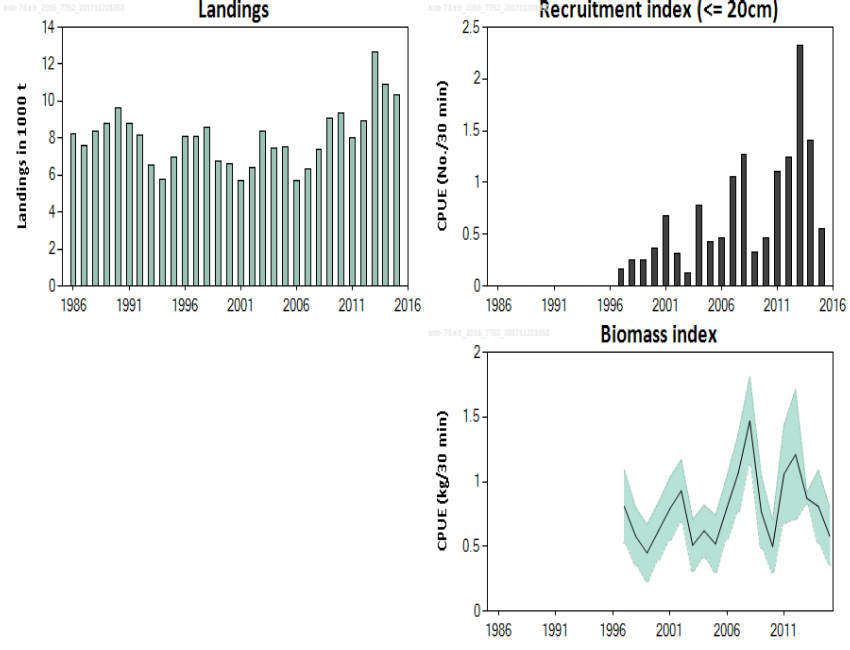 Landings
Landings in 1000 t
14
12
10
8
6
4
2
0
1986 1991 1996 2001 2006 2011 2016
Recruitment index (<= 20cm)
CPUE (No./30 min)
2.5
2
1.5
1
0.5
0
1986 1991 1996 2001 2006 2011 2016
Biomass index
CPUE (kg/30 min)
2
1.5
1
0.5
0
1986 1991 1996 2001 2006 2011